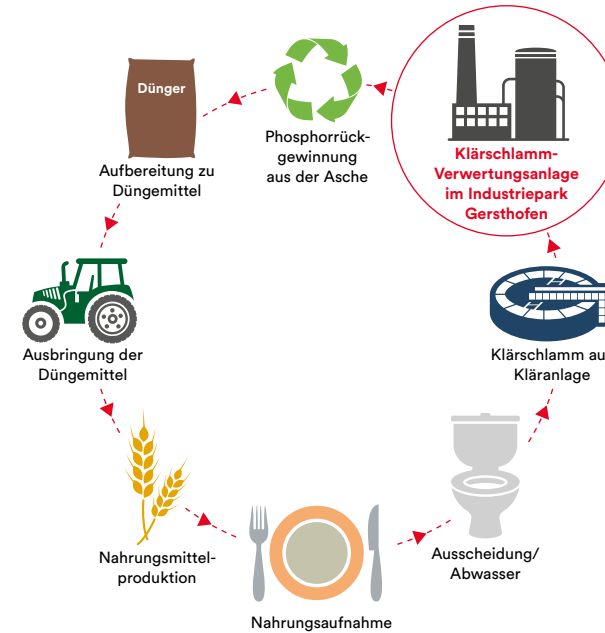 Dünger
Aufbereitung zu
Düngemittel
Phosphorrück-
gewinnung
aus der Asche
Klärschlamm-
Verwertungsanlage
im Industriepark
Gersthofen
Ausbringung der
Düngemittel
Klärschlamm au
Kläranlage
Nahrungsmittel-
produktion
Ausscheidung/
Abwasser
Nahrungsaufnahme